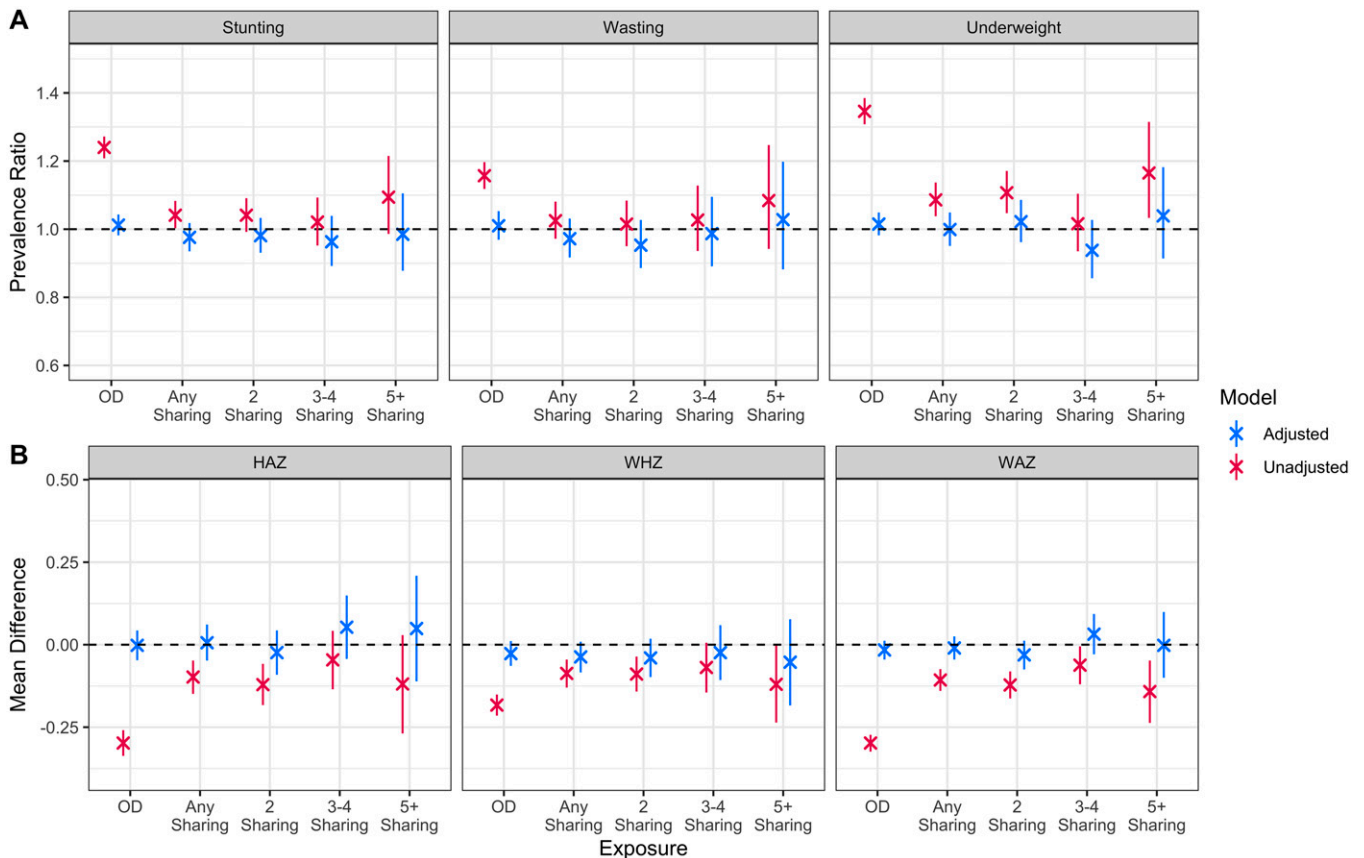 A
Stunting
Wasting
Underweight
Prevalence Ratio
1.4
1.2
1.0
0.8
0.6
OD
Any
Sharing
2
Sharing
3-4
Sharing
5+
Sharing
OD
Any
Sharing
2
Sharing
3-4
Sharing
5+
Sharing
OD
Any
Sharing
2
Sharing
3-4
Sharing
5+
Sharing
Model
Adjusted
Unadjusted
B
HAZ
WHZ
WAZ
Mean Difference
0.50
0.25
0.00
-0.25
OD
Any
Sharing
2
Sharing
3-4
Sharing
5+
Sharing
OD
Any
Sharing
2
Sharing
3-4
Sharing
5+
Sharing
OD
Any
Sharing
2
Sharing
3-4
Sharing
5+
Sharing
Exposure